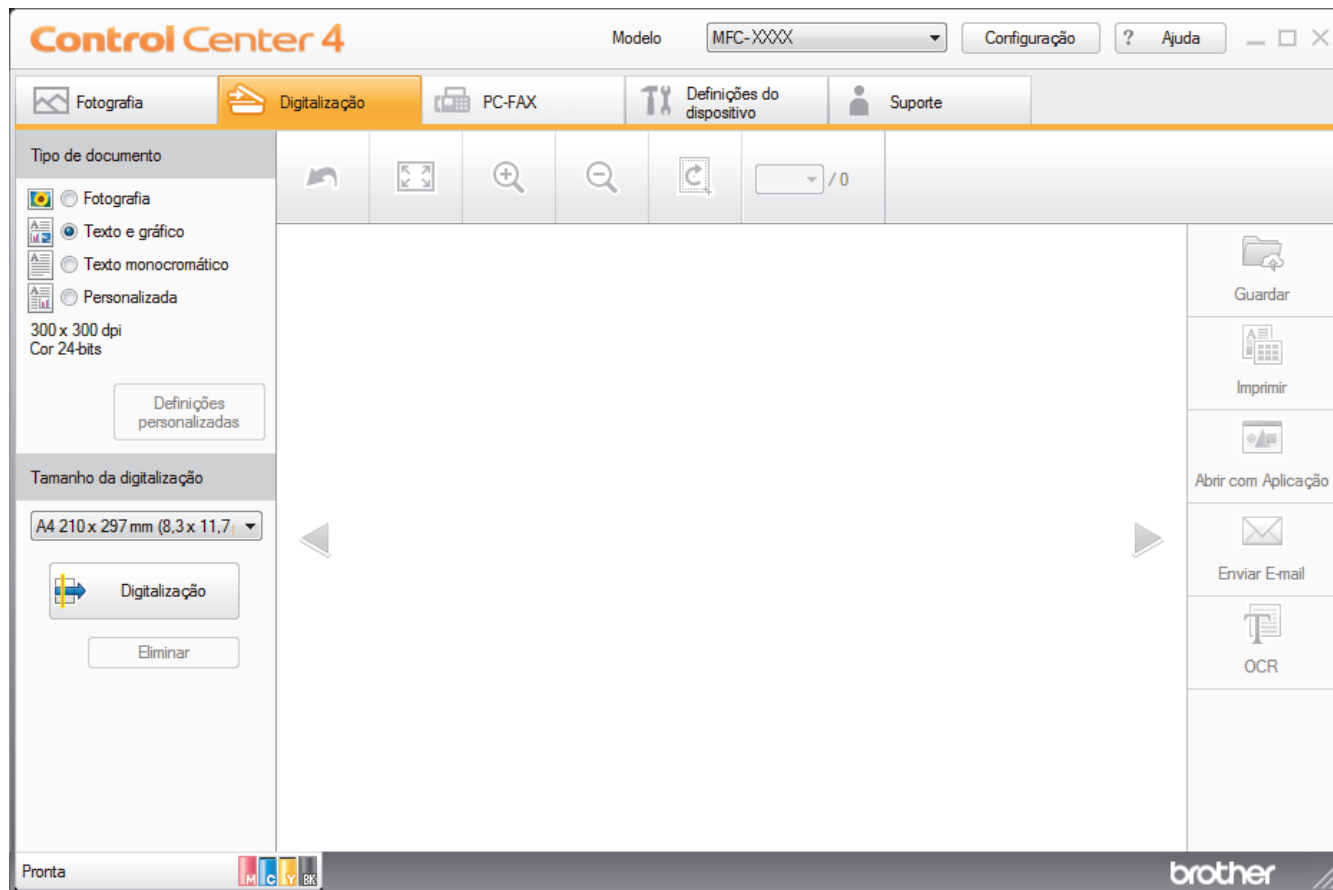 Control Center 4
Modelo
MFC-XXXX
Configuração
? Ajuda
Fotografia
Digitalização
PC-FAX
Definições do
dispositivo
Suporte
Tipo de documento
/ 0
Fotografia
Texto e gráfico
Texto monocromático
Personalizada
300 x 300 dpi
Cor 24-bits
Definições
personalizadas
Tamanho da digitalização
A4 210 x 297 mm (8,3 x 11,7
Digitalização
Eliminar
Guardar
Imprimir
Abrir com Aplicação
Enviar E-mail
OCR
Pronta
M C Y BK
brother